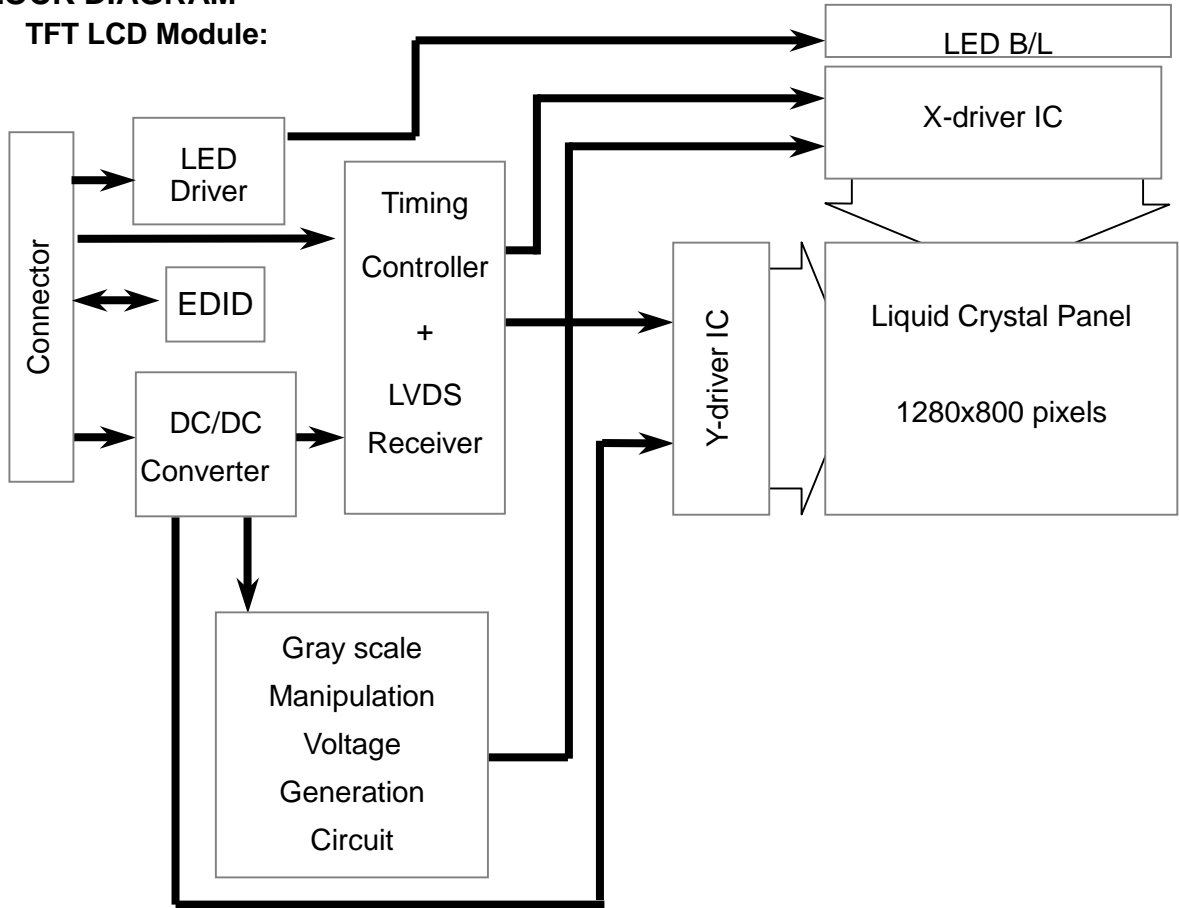 TFT LCD Module:
LED B/L
X-driver IC
LED
Driver
Timing
Controller
+
LVDS
Receiver
Connector
EDID
DC/DC
Converter
Y-driver IC
Liquid Crystal Panel
1280x800 pixels
Gray scale
Manipulation
Voltage
Generation
Circuit